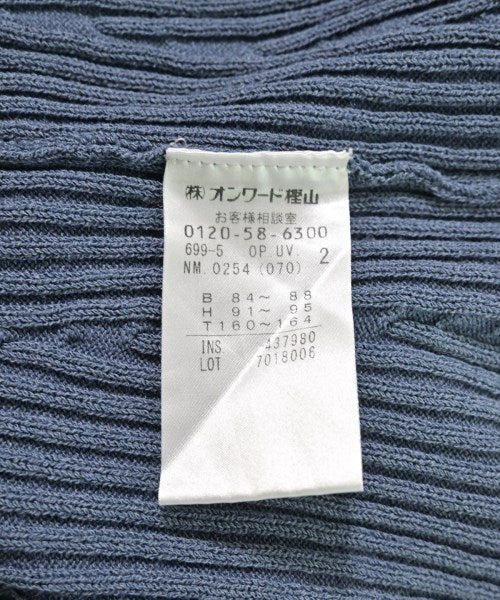 (株) オンワード樫山
お客様相談室
0120-58-6300
699-5 OP UV. 2
NM. 0254 (070)
B 84～ 88
H 91～ 95
T160～164
INS. 437980
LOT 7018006